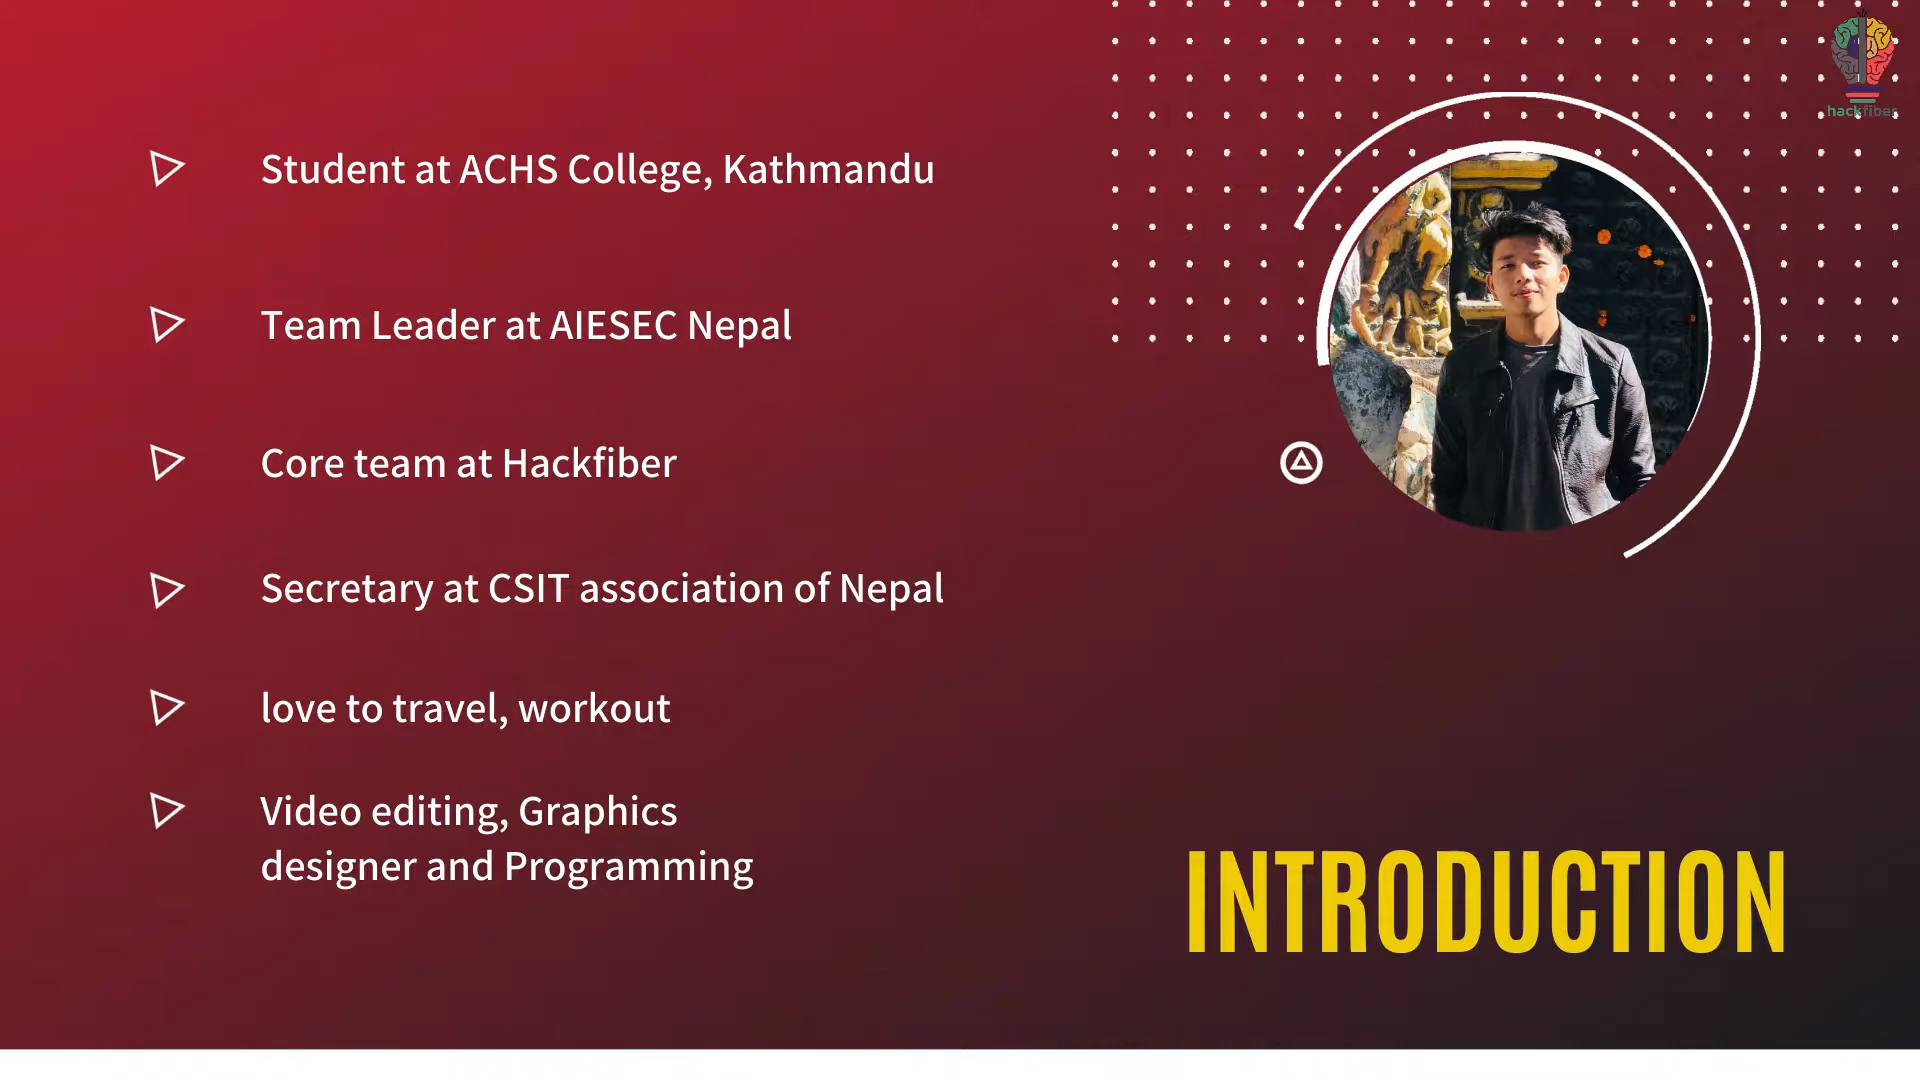 Student at ACHS College, Kathmandu
Team Leader at AIESEC Nepal
Core team at Hackfiber
Secretary at CSIT association of Nepal
love to travel, workout
Video editing, Graphics
designer and Programming
hackfiber
INTRODUCTION